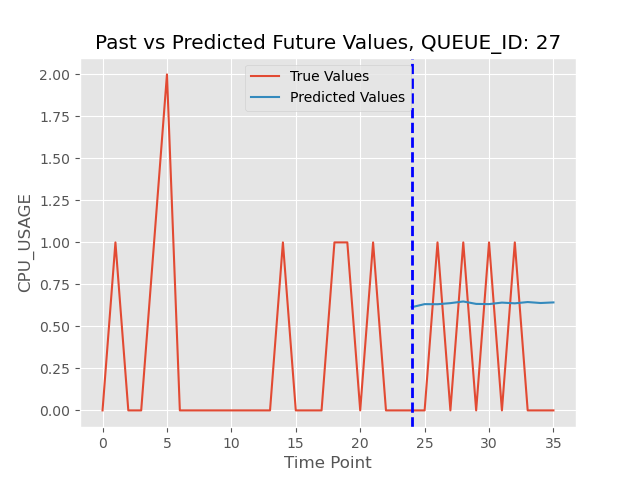 Past vs Predicted Future Values, QUEUE_ID: 27
True Values
Predicted Values
2.00
1.75
1.50
1.25
1.00
0.75
0.50
0.25
0.00
CPU_USAGE
0 5 10 15 20 25 30 35
Time Point